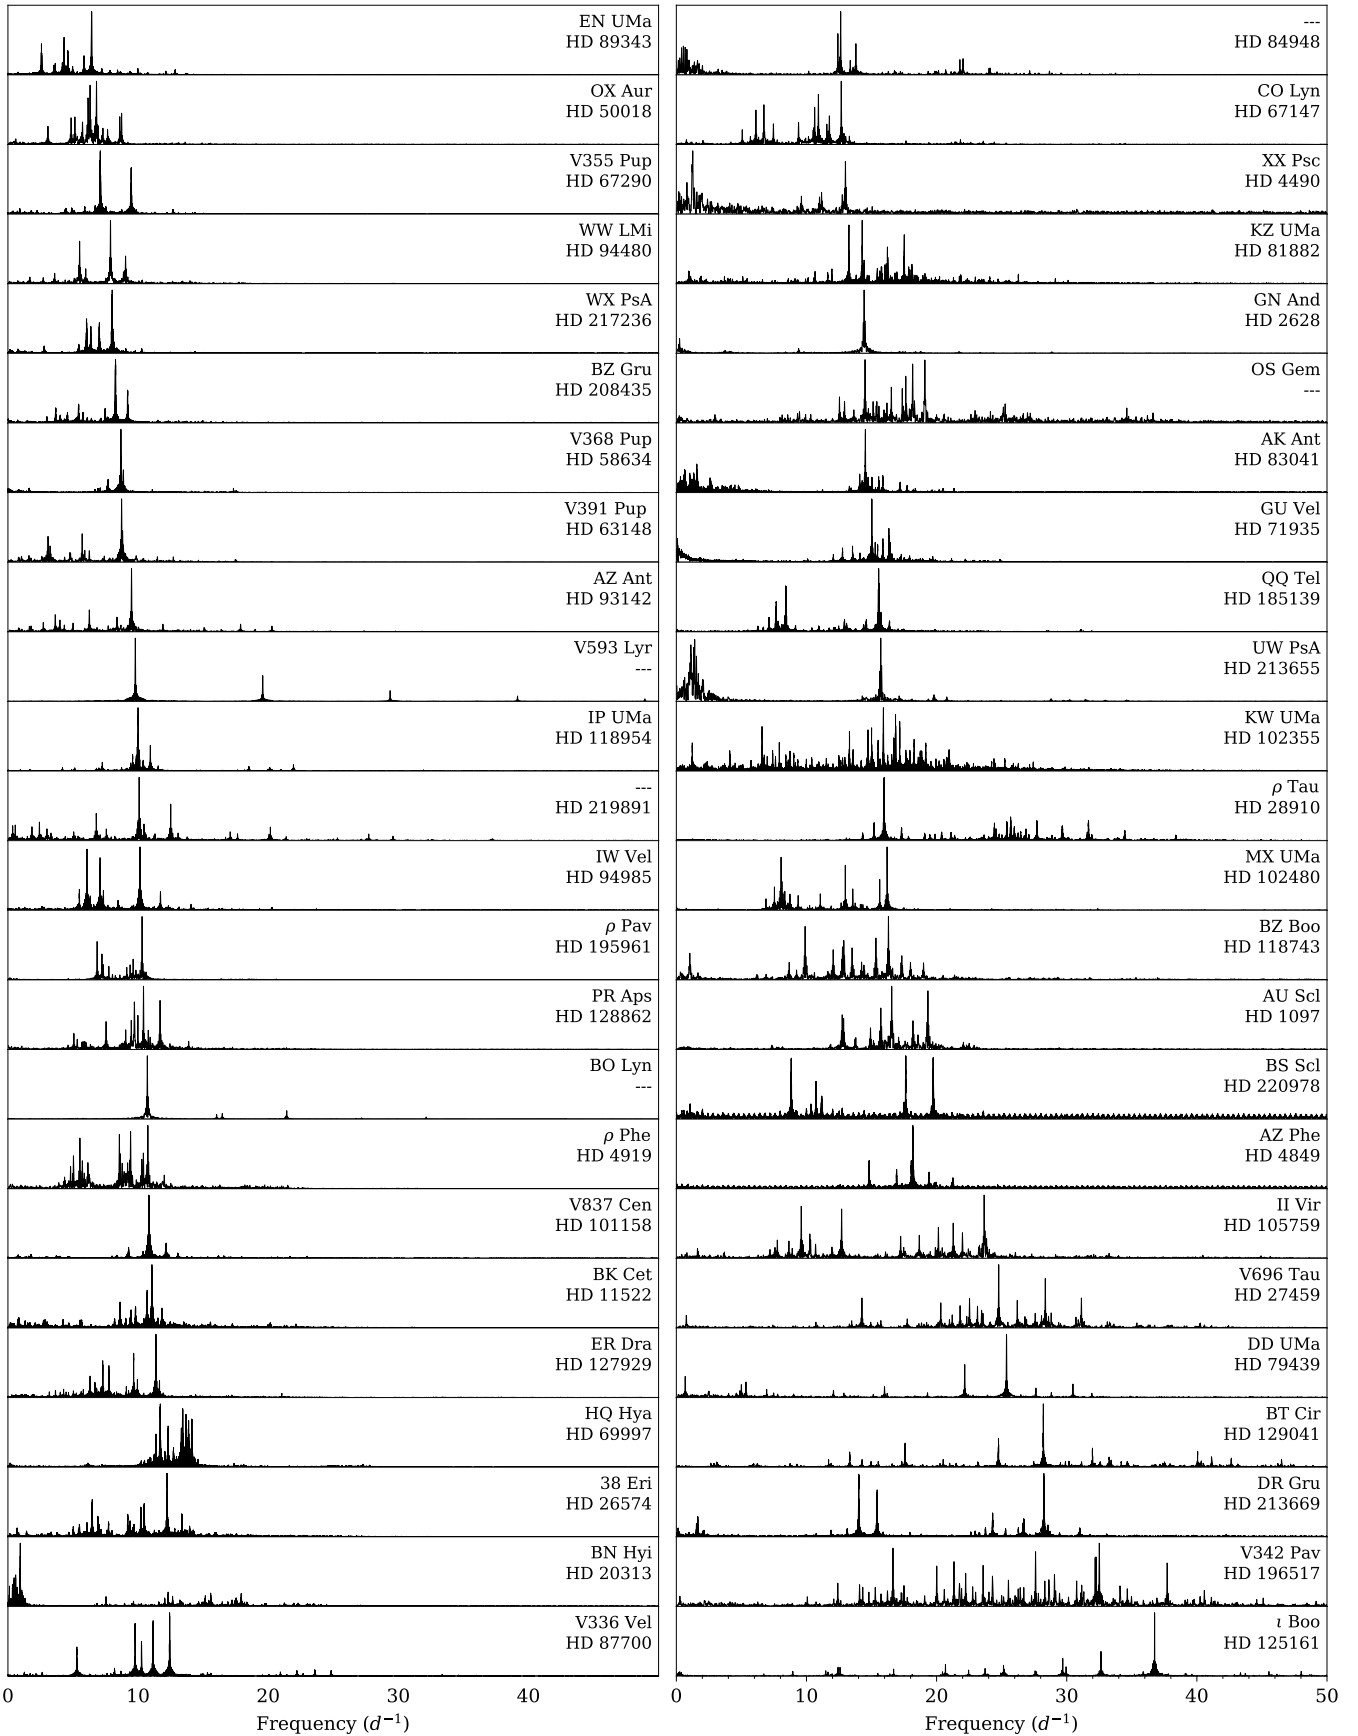 EN UMa
HD 89343
OX Aur
HD 50018
V355 Pup
HD 67290
WW LMi
HD 94480
WX PsA
HD 217236
BZ Gru
HD 208435
V368 Pup
HD 58634
V391 Pup
HD 63148
AZ Ant
HD 93142
V593 Lyr
---
IP UMa
HD 118954
---
HD 219891
IW Vel
HD 94985
ρ Pav
HD 195961
PR Aps
HD 128862
BO Lyn
---
ρ Phe
HD 4919
V837 Cen
HD 101158
BK Cet
HD 11522
ER Dra
HD 127929
HQ Hya
HD 69997
38 Eri
HD 26574
BN Hyi
HD 20313
V336 Vel
HD 87700
0 10 20 30 40
Frequency (d⁻¹)
---
HD 84948
CO Lyn
HD 67147
XX Psc
HD 4490
KZ UMa
HD 81882
GN And
HD 2628
OS Gem
---
AK Ant
HD 83041
GU Vel
HD 71935
QQ Tel
HD 185139
UW PsA
HD 213655
KW UMa
HD 102355
ρ Tau
HD 28910
MX UMa
HD 102480
BZ Boo
HD 118743
AU Scl
HD 1097
BS Scl
HD 220978
AZ Phe
HD 4849
II Vir
HD 105759
V696 Tau
HD 27459
DD UMa
HD 79439
BT Cir
HD 129041
DR Gru
HD 213669
V342 Pav
HD 196517
ι Boo
HD 125161
0 10 20 30 40 50
Frequency (d⁻¹)